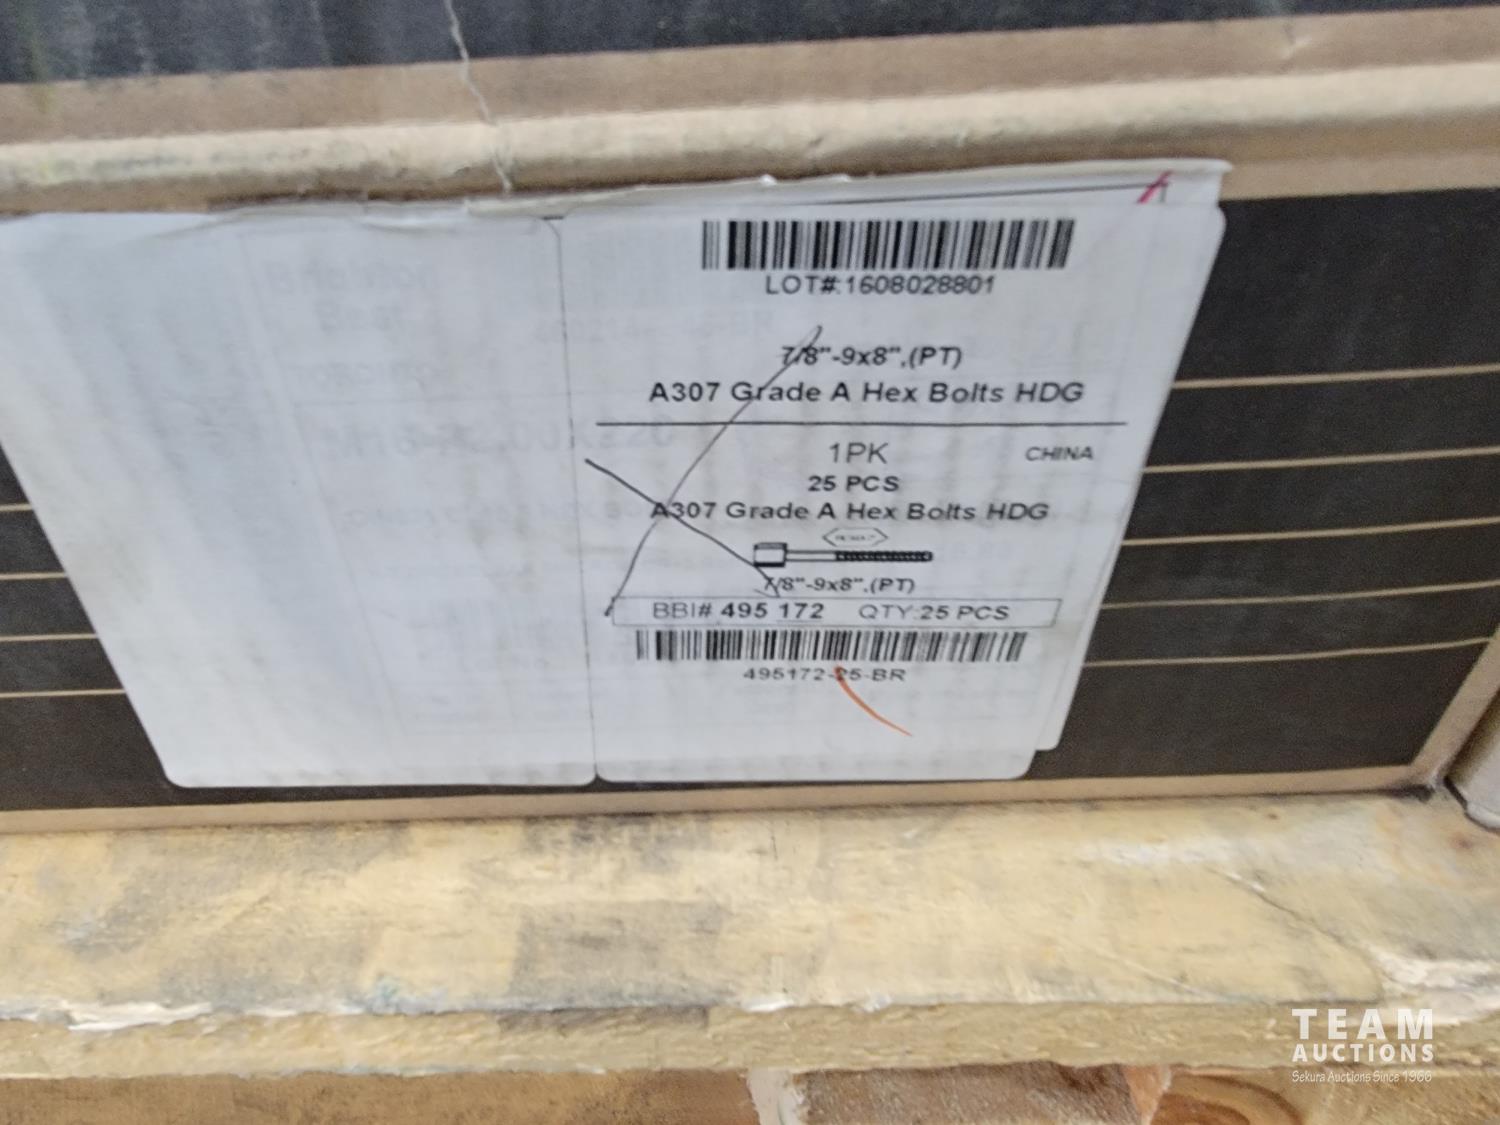 LOT#:1608028801
7/8"-9x8",(PT)
A307 Grade A Hex Bolts HDG
1PK CHINA
25 PCS
A307 Grade A Hex Bolts HDG
7/8"-9x8",(PT)
BBI# 495 172 QTY:25 PCS
495172-25-BR
TEAM
AUCTIONS
Sekura Auctions Since 1966